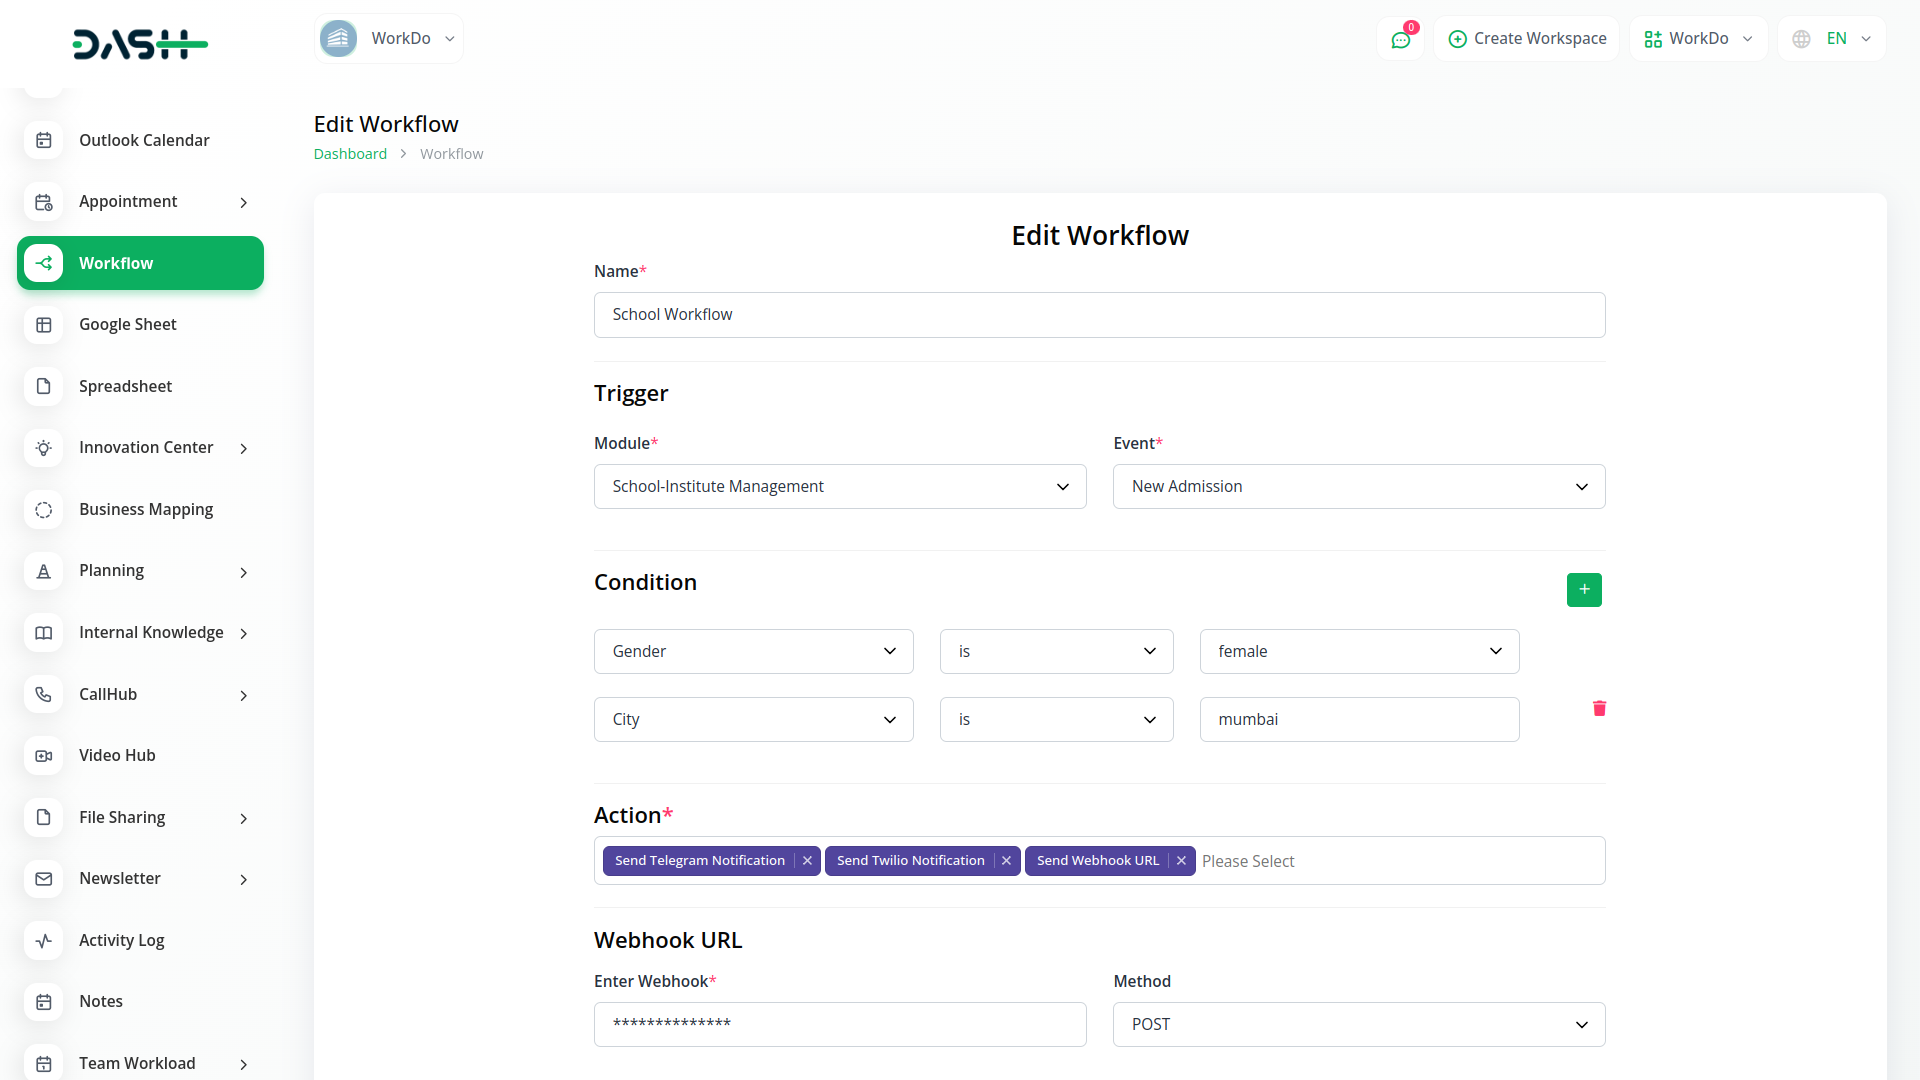 DASH
WorkDo
0
Create Workspace
WorkDo
EN
Outlook Calendar
Appointment
Workflow
Google Sheet
Spreadsheet
Innovation Center
Business Mapping
Planning
Internal Knowledge
CallHub
Video Hub
File Sharing
Newsletter
Activity Log
Notes
Team Workload
Edit Workflow
Dashboard > Workflow
Edit Workflow
Name*
School Workflow
Trigger
Module* Event*
School-Institute Management New Admission
Condition
+
Gender is female
City is mumbai
Action*
Send Telegram Notification × Send Twilio Notification × Send Webhook URL × Please Select
Webhook URL
Enter Webhook* Method
************** POST